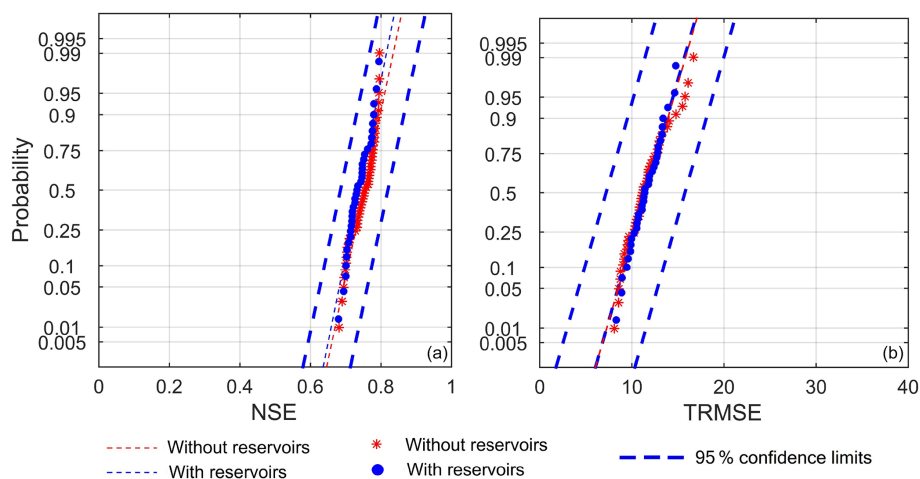 0.995
0.99
0.95
0.9
0.75
0.5
0.25
0.1
0.05
0.01
0.005
Probability
(a)
0 0.2 0.4 0.6 0.8 1
NSE
0.995
0.99
0.95
0.9
0.75
0.5
0.25
0.1
0.05
0.01
0.005
(b)
0 10 20 30 40
TRMSE
Without reservoirs
With reservoirs
Without reservoirs
With reservoirs
95 % confidence limits